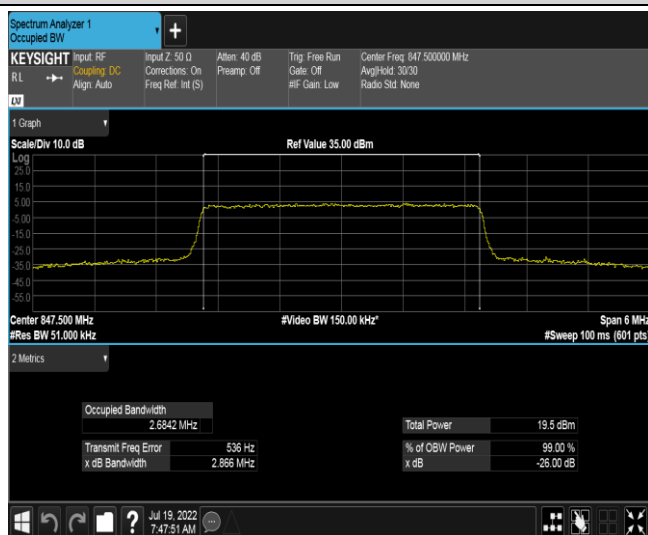 Spectrum Analyzer 1
Occupied BW
+
KEYSIGHT
R L
LXI
Input: RF
Coupling: DC
Align: Auto
Input Z: 50 Ω
Corrections: On
Freq Ref: Int (S)
Atten: 40 dB
Preamp: Off
Trig: Free Run
Gate: Off
#IF Gain: Low
Center Freq: 847.500000 MHz
Avg|Hold: 30/30
Radio Std: None
1 Graph
Scale/Div 10.0 dB
Ref Value 35.00 dBm
Log
25.0
15.0
5.00
-5.00
-15.0
-25.0
-35.0
-45.0
-55.0
Center 847.500 MHz
#Video BW 150.00 kHz*
Span 6 MHz
#Res BW 51.000 kHz
#Sweep 100 ms (601 pts)
2 Metrics
Occupied Bandwidth
2.6842 MHz
Total Power 19.5 dBm
Transmit Freq Error 536 Hz
% of OBW Power 99.00 %
x dB Bandwidth 2.866 MHz
x dB -26.00 dB
?
Jul 19, 2022
7:47:51 AM